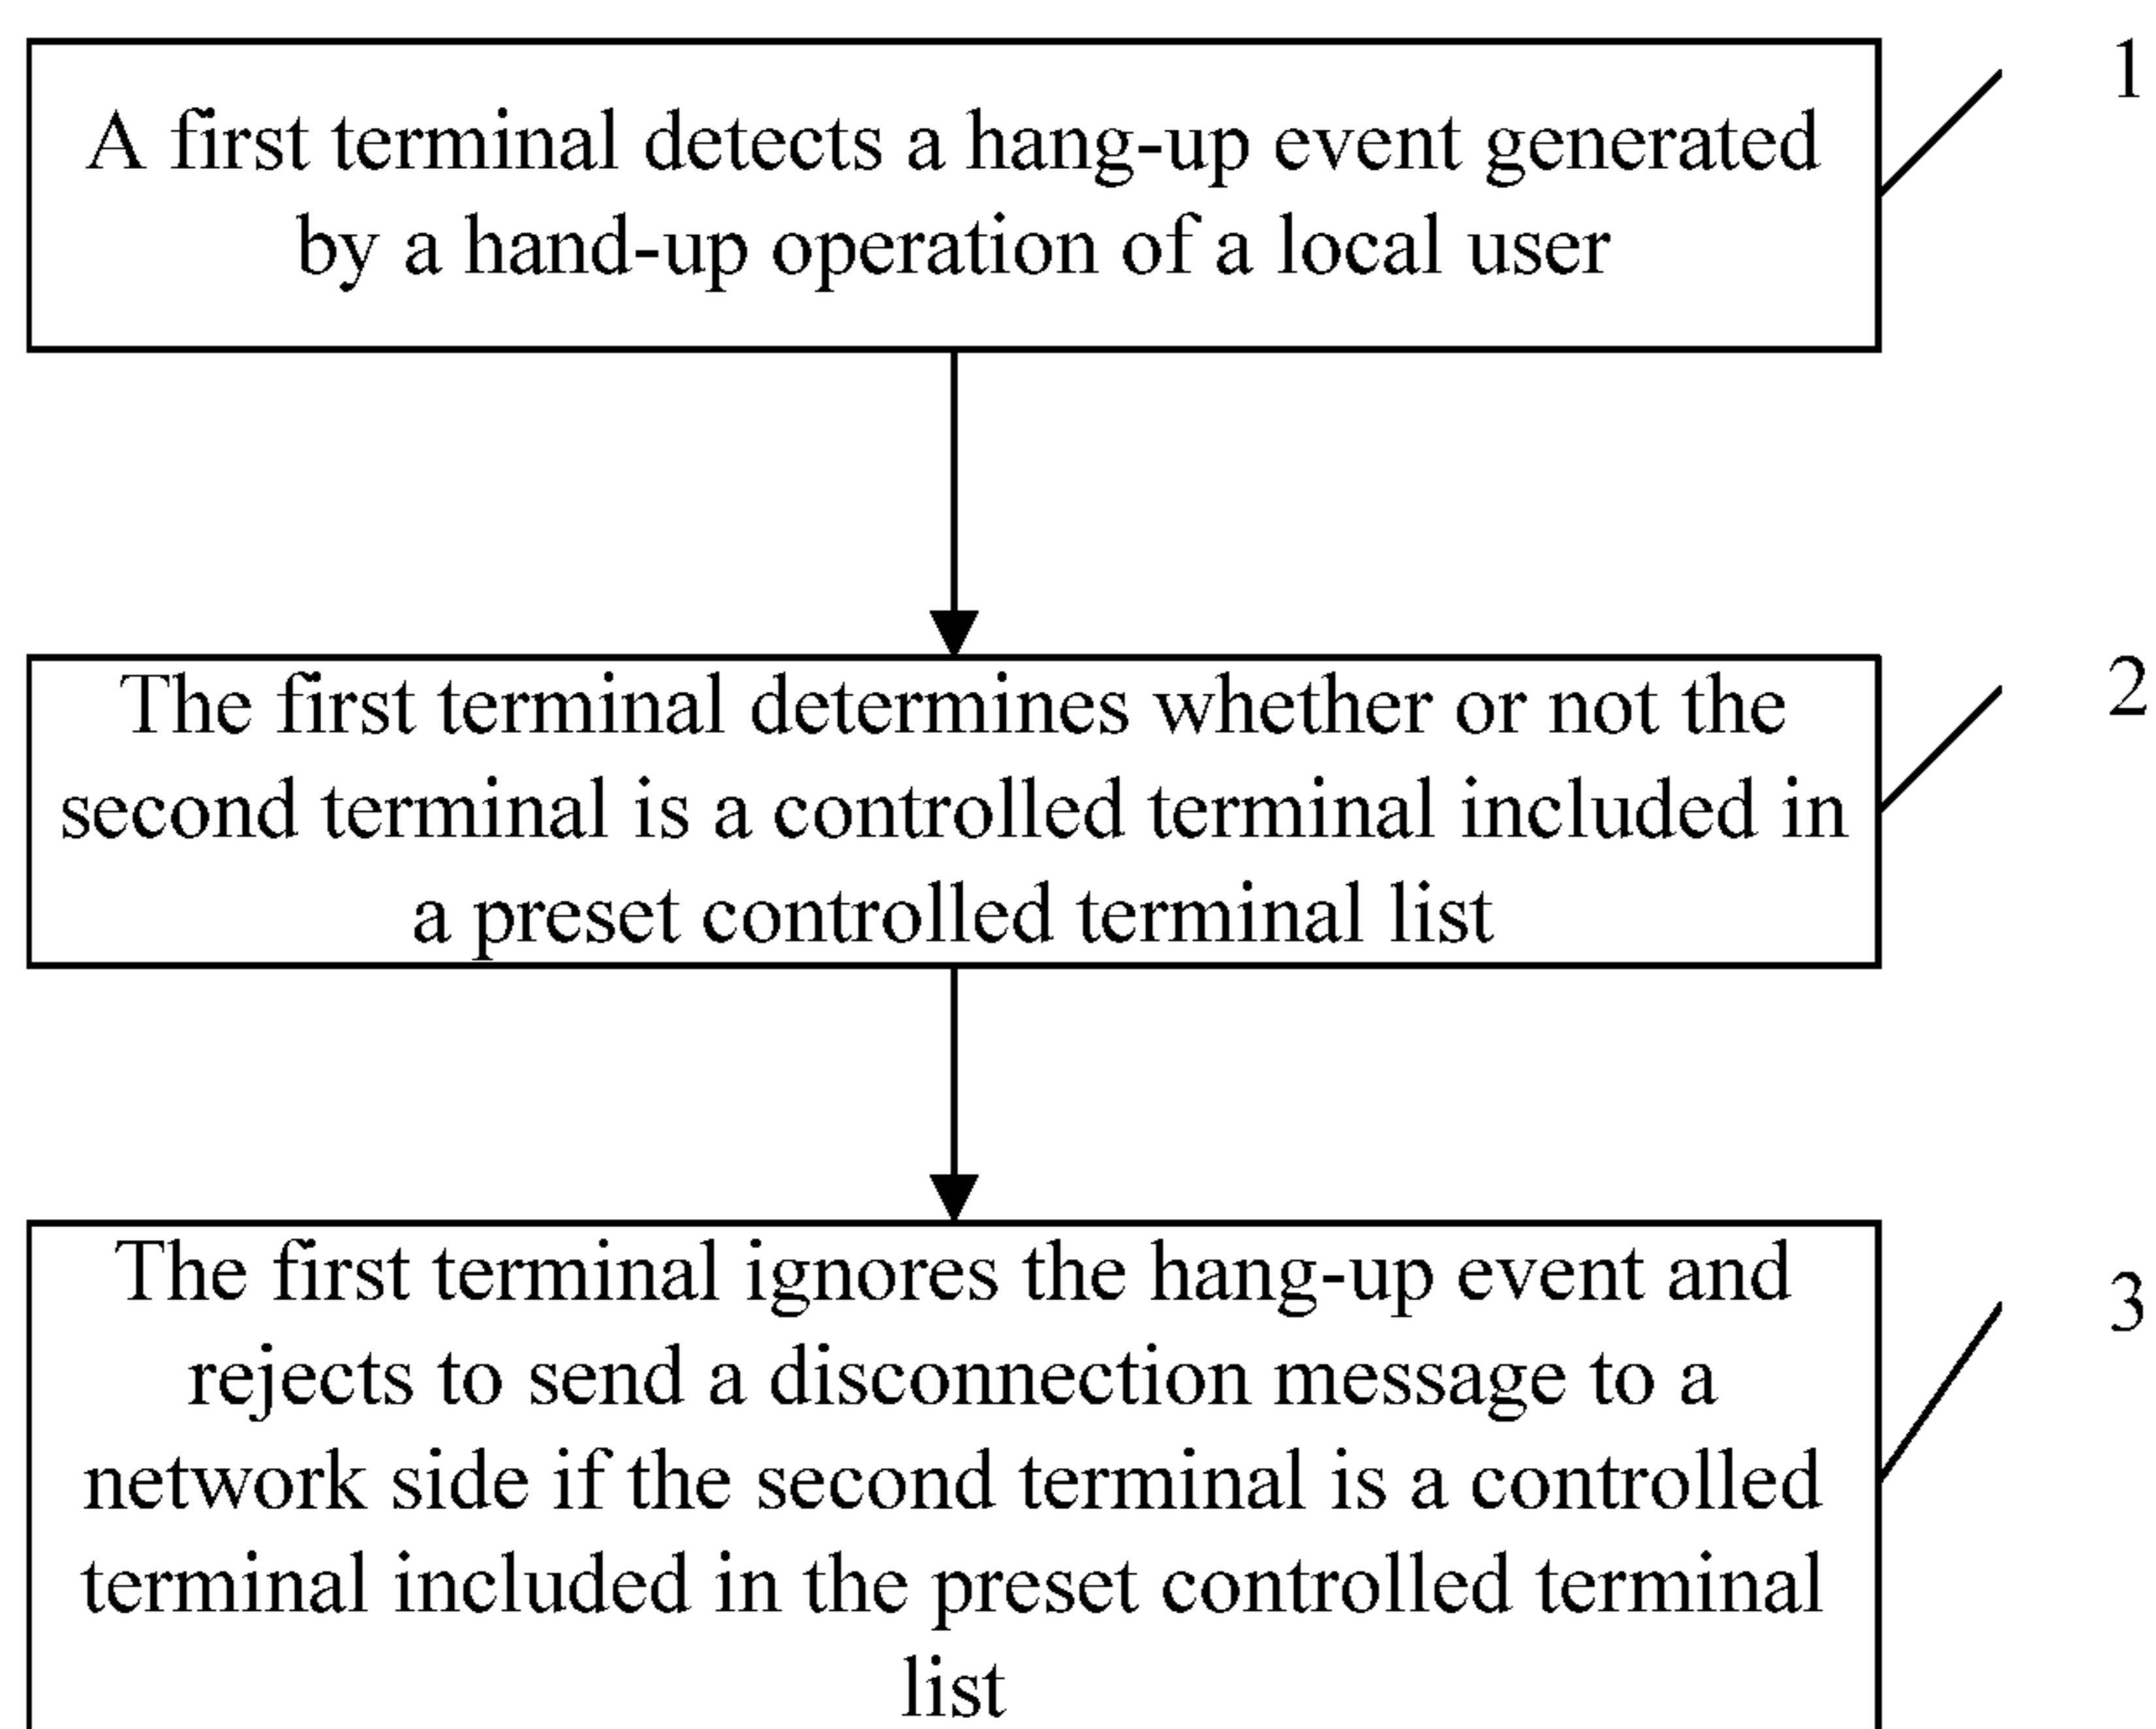 A first terminal detects a hang-up event generated
by a hand-up operation of a local user
1
The first terminal determines whether or not the
second terminal is a controlled terminal included in
a preset controlled terminal list
2
The first terminal ignores the hang-up event and
rejects to send a disconnection message to a
network side if the second terminal is a controlled
terminal included in the preset controlled terminal
list
3